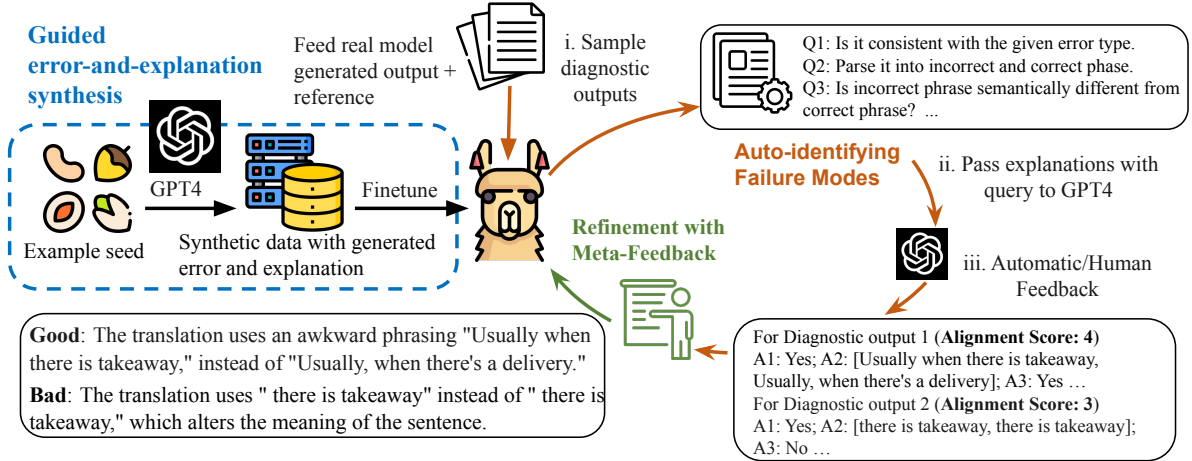 Guided
error-and-explanation
synthesis
Feed real model
generated output +
reference
i. Sample
diagnostic
outputs
Q1: Is it consistent with the given error type.
Q2: Parse it into incorrect and correct phase.
Q3: Is incorrect phrase semantically different from
correct phrase? ...
GPT4
Finetune
Example seed
Synthetic data with generated
error and explanation
Auto-identifying
Failure Modes
ii. Pass explanations with
query to GPT4
Refinement with
Meta-Feedback
iii. Automatic/Human
Feedback
Good: The translation uses an awkward phrasing "Usually when
there is takeaway," instead of "Usually, when there's a delivery."
Bad: The translation uses " there is takeaway" instead of " there is
takeaway," which alters the meaning of the sentence.
For Diagnostic output 1 (Alignment Score: 4)
A1: Yes; A2: [Usually when there is takeaway,
Usually, when there's a delivery]; A3: Yes ...
For Diagnostic output 2 (Alignment Score: 3)
A1: Yes; A2: [there is takeaway, there is takeaway];
A3: No ...